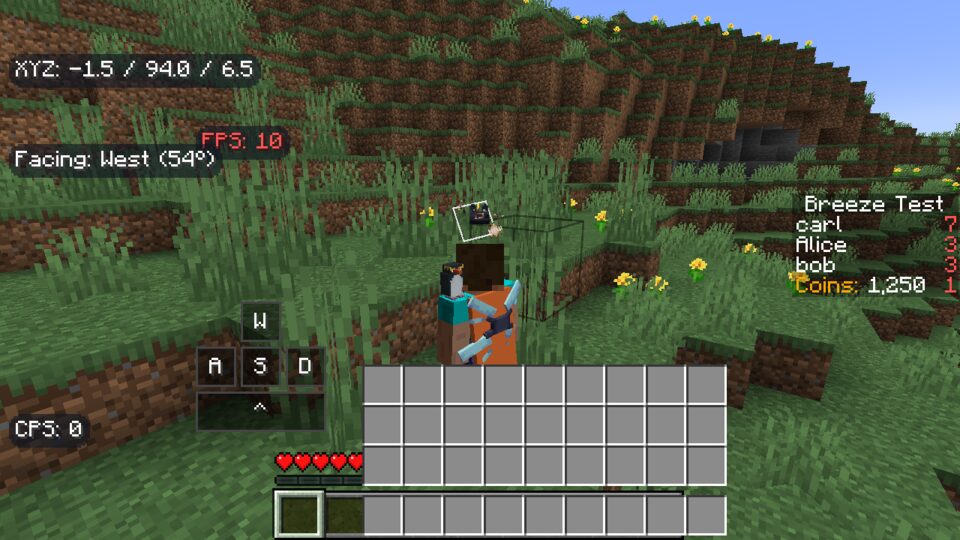 XYZ: -1.5 / 94.0 / 6.5
FPS: 10
Facing: West (54°)
Breeze Test
carl 7
Alice 3
bob 3
Coins: 1,250 1
W
A S D
^
CPS: 0